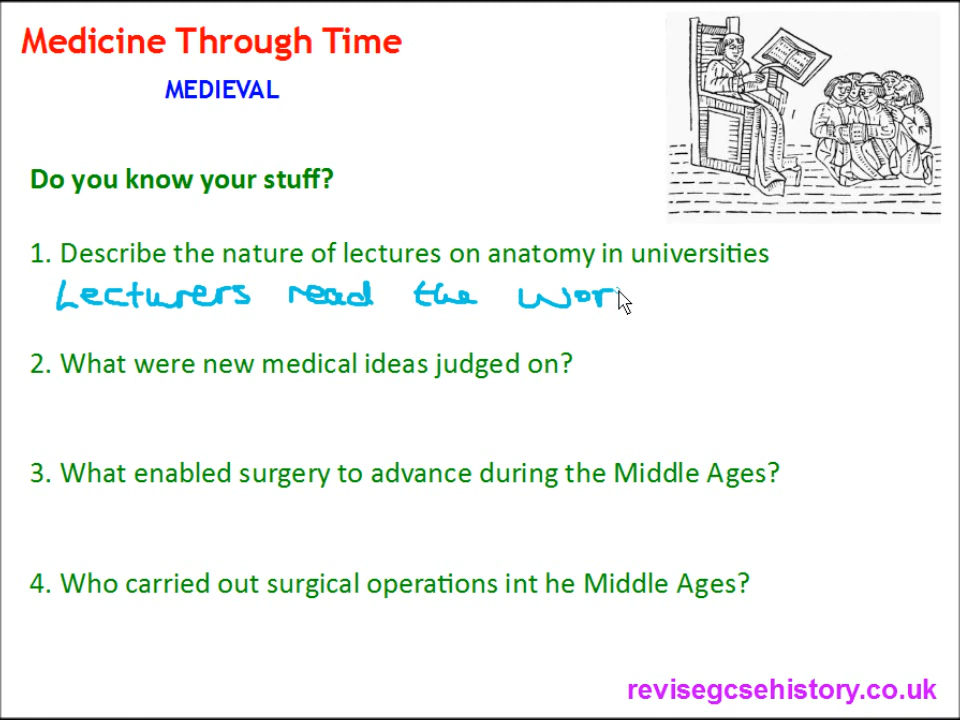 Medicine Through Time
MEDIEVAL
Do you know your stuff?
1. Describe the nature of lectures on anatomy in universities
Lecturers read the wor
2. What were new medical ideas judged on?
3. What enabled surgery to advance during the Middle Ages?
4. Who carried out surgical operations int he Middle Ages?
revisegcsehistory.co.uk